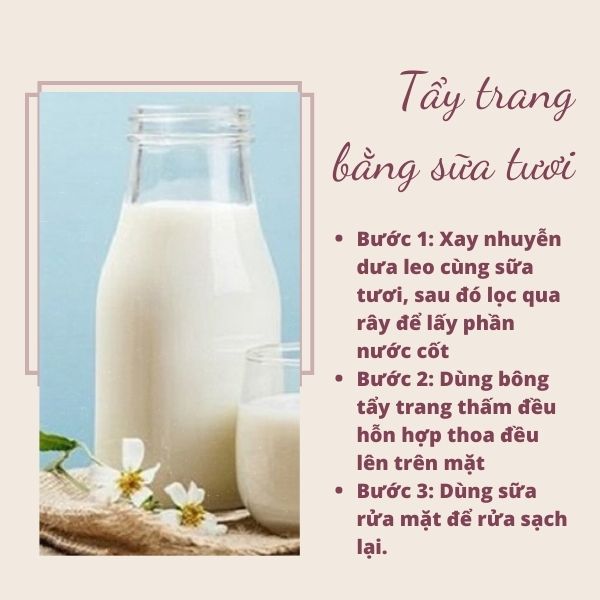 Tẩy trang
bằng sữa tươi
• Bước 1: Xay nhuyễn
dưa leo cùng sữa
tươi, sau đó lọc qua
rây để lấy phần
nước cốt
• Bước 2: Dùng bông
tẩy trang thấm đều
hỗn hợp thoa đều
lên trên mặt
• Bước 3: Dùng sữa
rửa mặt để rửa sạch
lại.